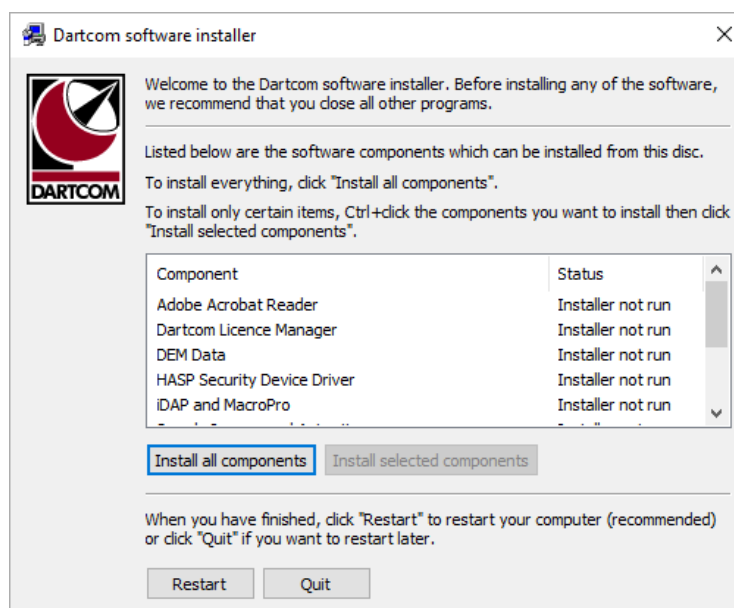 Dartcom software installer
DARTCOM
Welcome to the Dartcom software installer. Before installing any of the software,
we recommend that you close all other programs.
Listed below are the software components which can be installed from this disc.
To install everything, click "Install all components".
To install only certain items, Ctrl+click the components you want to install then click
"Install selected components".
Component Status
Adobe Acrobat Reader Installer not run
Dartcom Licence Manager Installer not run
DEM Data Installer not run
HASP Security Device Driver Installer not run
iDAP and MacroPro Installer not run
Install all components Install selected components
When you have finished, click "Restart" to restart your computer (recommended)
or click "Quit" if you want to restart later.
Restart Quit